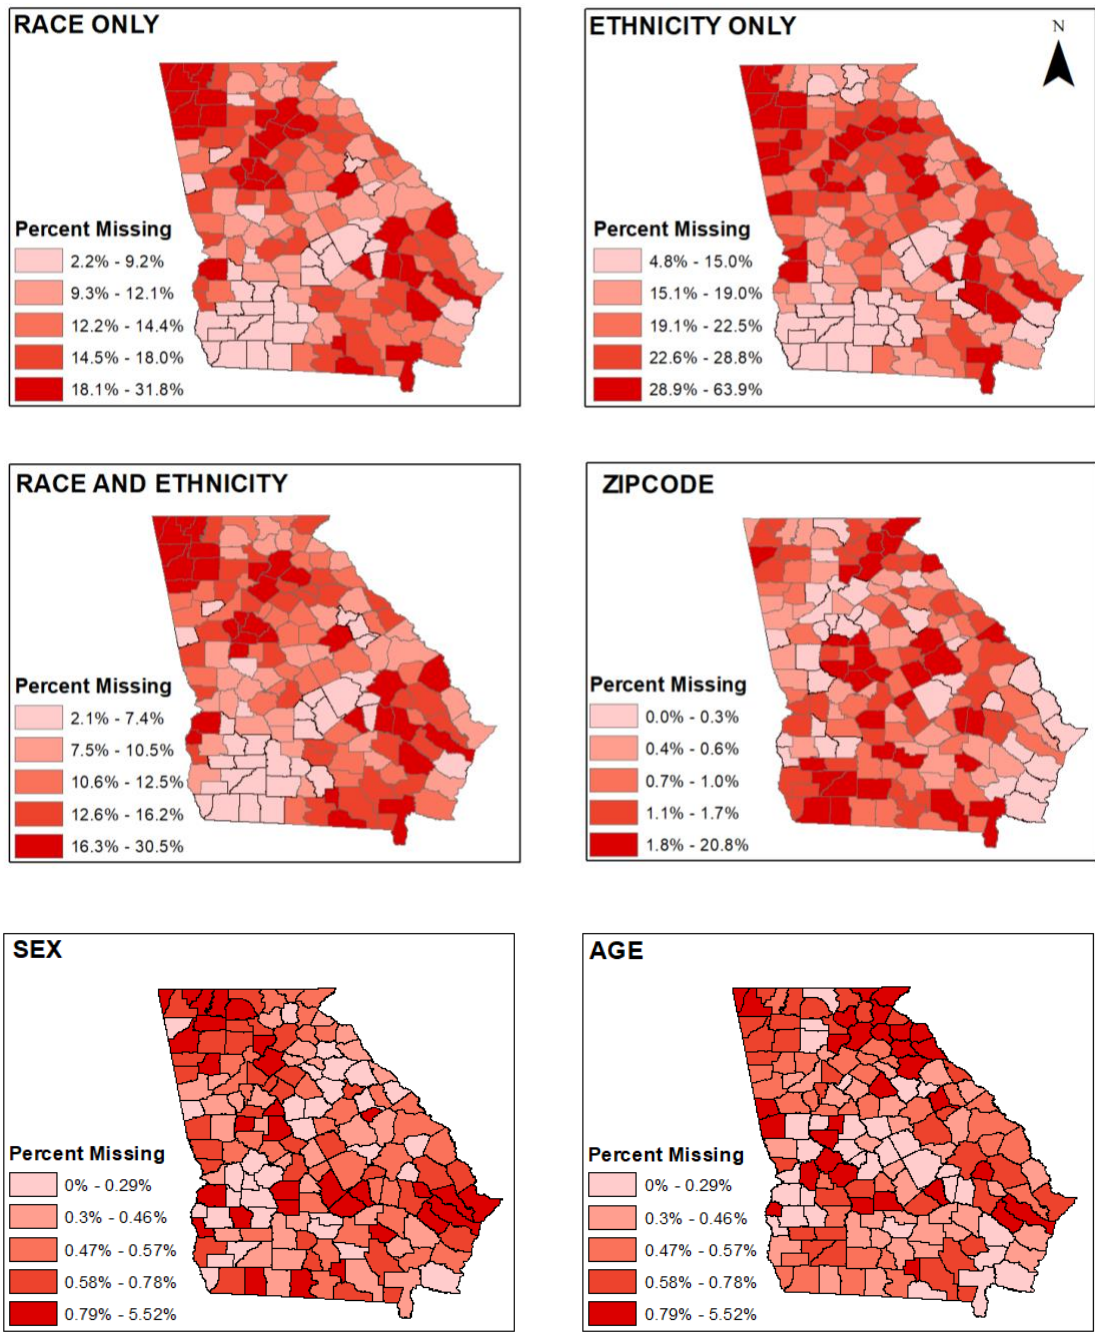 RACE ONLY
Percent Missing
2.2% - 9.2%
9.3% - 12.1%
12.2% - 14.4%
14.5% - 18.0%
18.1% - 31.8%
ETHNICITY ONLY
N
Percent Missing
4.8% - 15.0%
15.1% - 19.0%
19.1% - 22.5%
22.6% - 28.8%
28.9% - 63.9%
RACE AND ETHNICITY
Percent Missing
2.1% - 7.4%
7.5% - 10.5%
10.6% - 12.5%
12.6% - 16.2%
16.3% - 30.5%
ZIPCODE
Percent Missing
0.0% - 0.3%
0.4% - 0.6%
0.7% - 1.0%
1.1% - 1.7%
1.8% - 20.8%
SEX
Percent Missing
0% - 0.29%
0.3% - 0.46%
0.47% - 0.57%
0.58% - 0.78%
0.79% - 5.52%
AGE
Percent Missing
0% - 0.29%
0.3% - 0.46%
0.47% - 0.57%
0.58% - 0.78%
0.79% - 5.52%